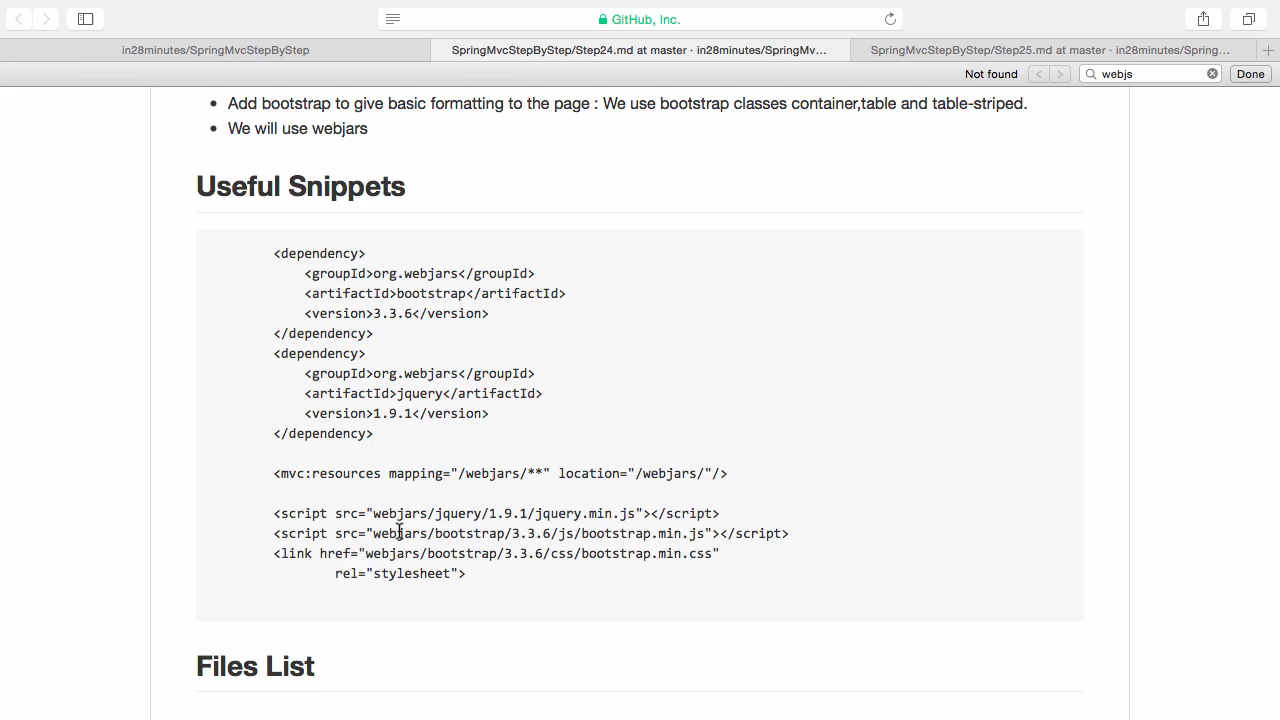 GitHub, Inc.
in28minutes/SpringMvcStepByStep
SpringMvcStepByStep/Step24.md at master · in28minutes/SpringMv...
SpringMvcStepByStep/Step25.md at master · in28minutes/Spring...
Not found
webjs
Done
Add bootstrap to give basic formatting to the page : We use bootstrap classes container,table and table-striped.
We will use webjars
Useful Snippets
<dependency>
<groupId>org.webjars</groupId>
<artifactId>bootstrap</artifactId>
<version>3.3.6</version>
</dependency>
<dependency>
<groupId>org.webjars</groupId>
<artifactId>jquery</artifactId>
<version>1.9.1</version>
</dependency>
<mvc:resources mapping="/webjars/**" location="/webjars/"/>
<script src="webjars/jquery/1.9.1/jquery.min.js"></script>
<script src="webjars/bootstrap/3.3.6/js/bootstrap.min.js"></script>
<link href="webjars/bootstrap/3.3.6/css/bootstrap.min.css"
rel="stylesheet">
Files List